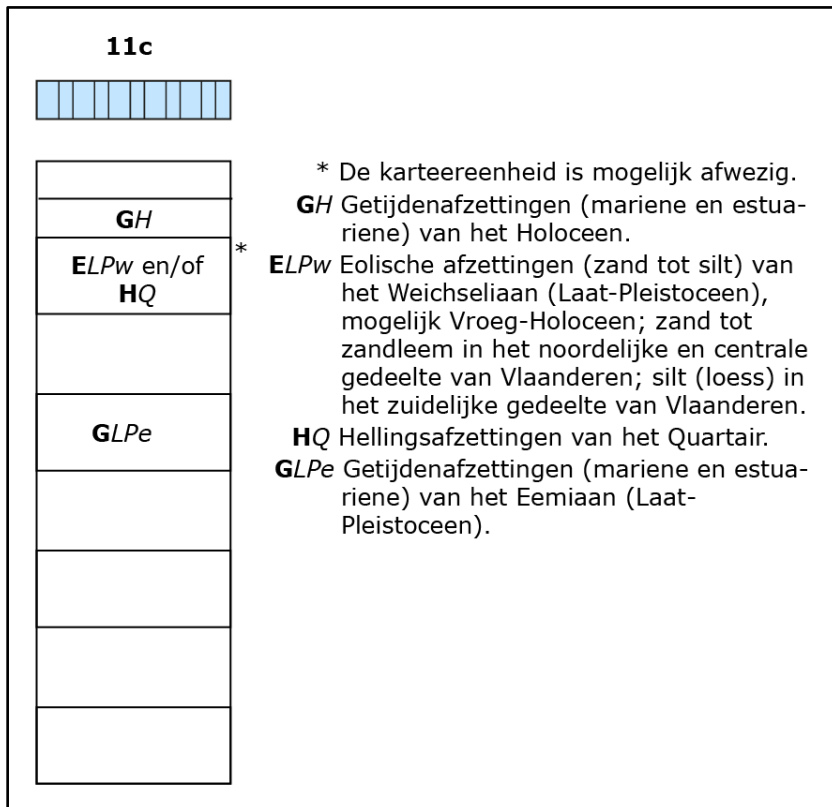 11c
GH
ELPw en/of
HQ
*
GLPe
* De karteereenheid is mogelijk afwezig.
GH Getijdenafzettingen (mariene en estua-
riene) van het Holoceen.
ELPw Eolische afzettingen (zand tot silt) van
het Weichseliaan (Laat-Pleistoceen),
mogelijk Vroeg-Holoceen; zand tot
zandleem in het noordelijke en centrale
gedeelte van Vlaanderen; silt (loess) in
het zuidelijke gedeelte van Vlaanderen.
HQ Hellingsafzettingen van het Quartair.
GLPe Getijdenafzettingen (mariene en estua-
riene) van het Eemiaan (Laat-
Pleistoceen).